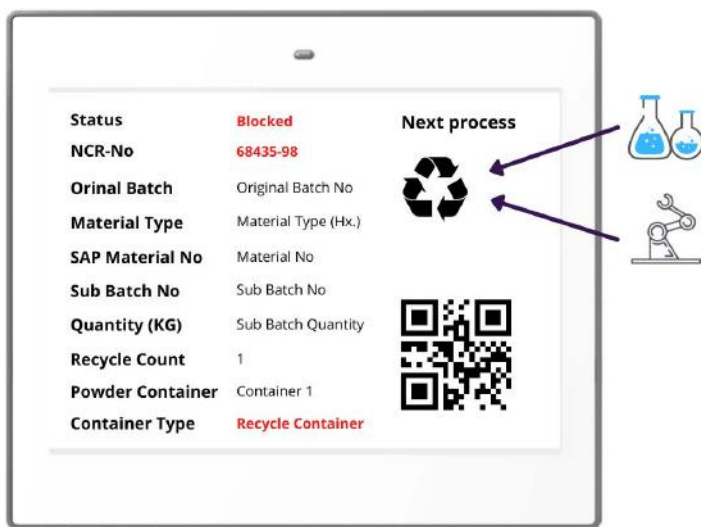 Status Blocked Next process
NCR-No 68435-98
Orinal Batch Original Batch No
Material Type Material Type (Hx.)
SAP Material No Material No
Sub Batch No Sub Batch No
Quantity (KG) Sub Batch Quantity
Recycle Count 1
Powder Container Container 1
Container Type Recycle Container